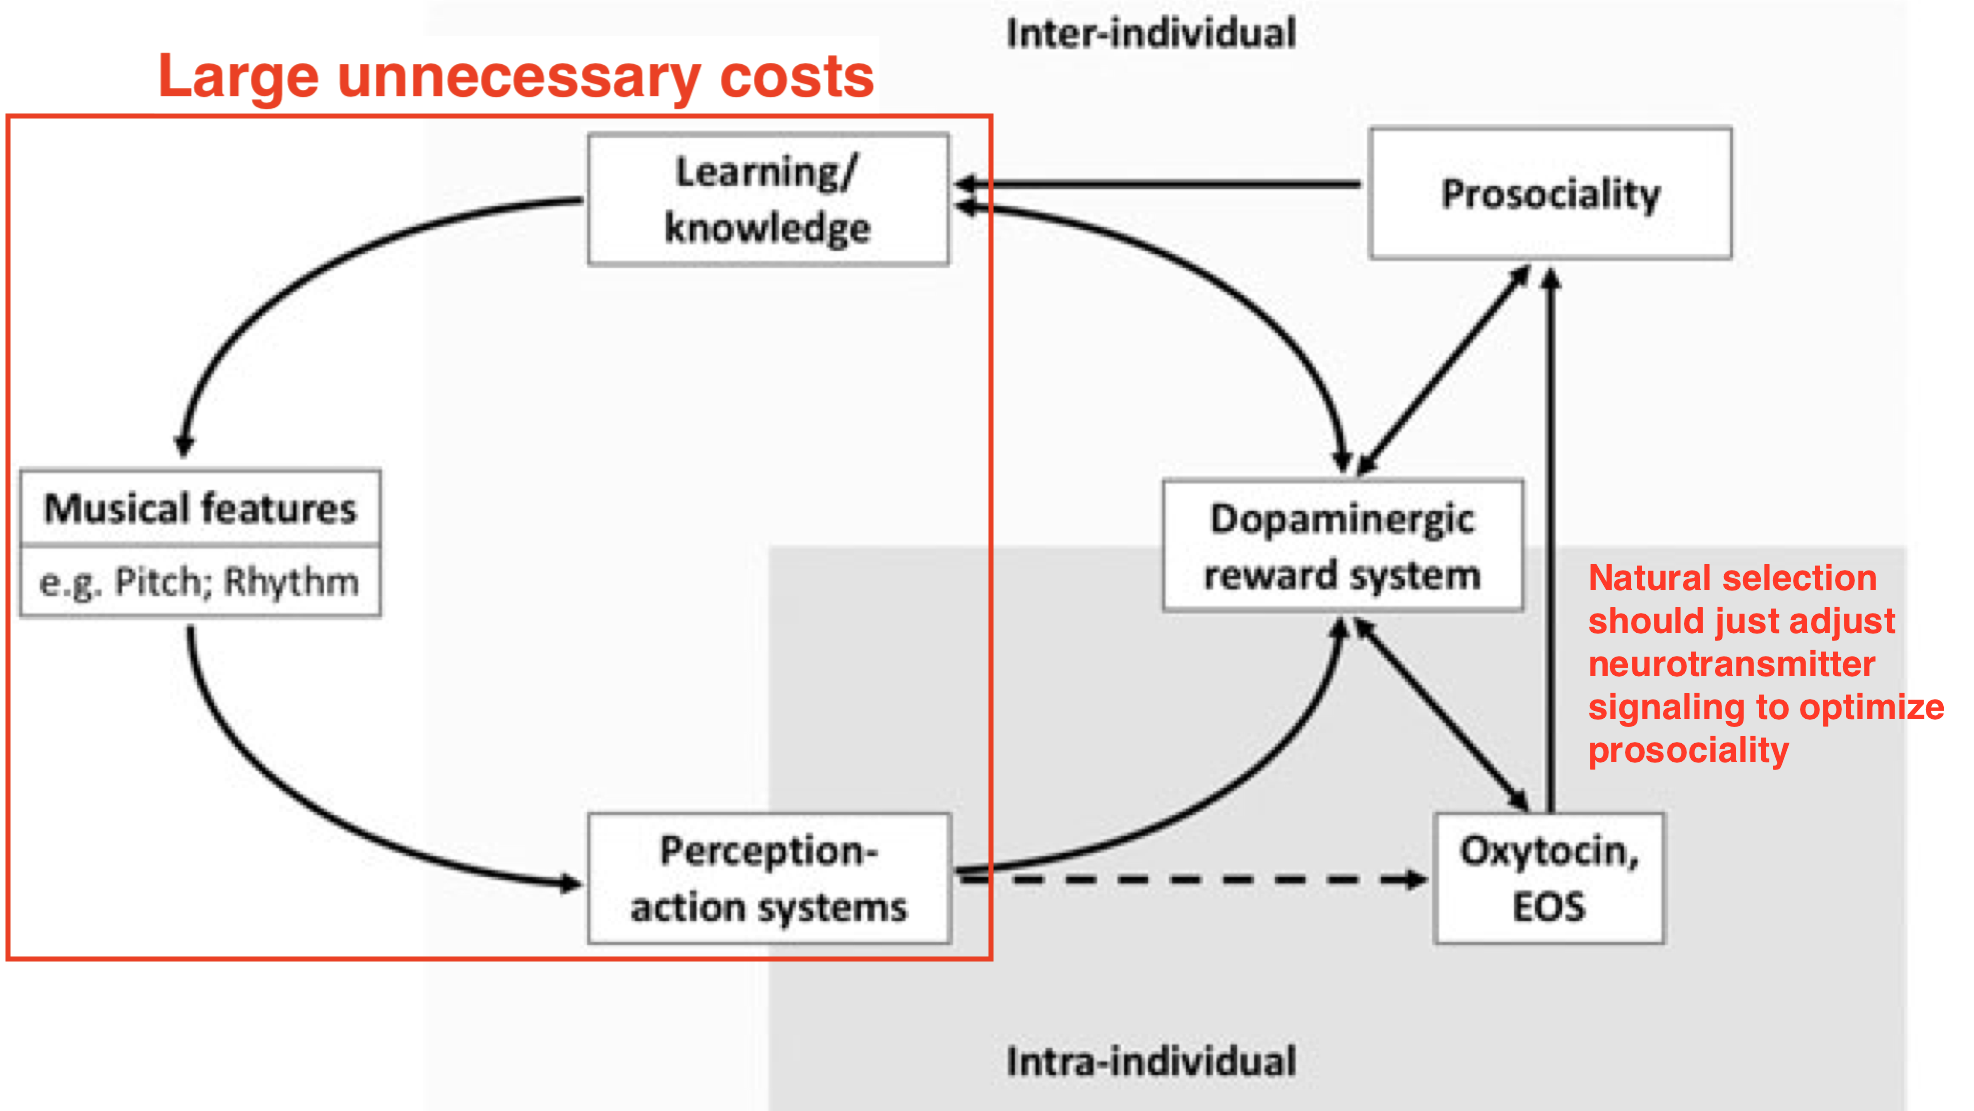 Inter-individual
Large unnecessary costs
Learning/
knowledge
Prosociality
Musical features
e.g. Pitch; Rhythm
Dopaminergic
reward system
Natural selection
should just adjust
neurotransmitter
signaling to optimize
prosociality
Perception-
action systems
Oxytocin,
EOS
Intra-individual